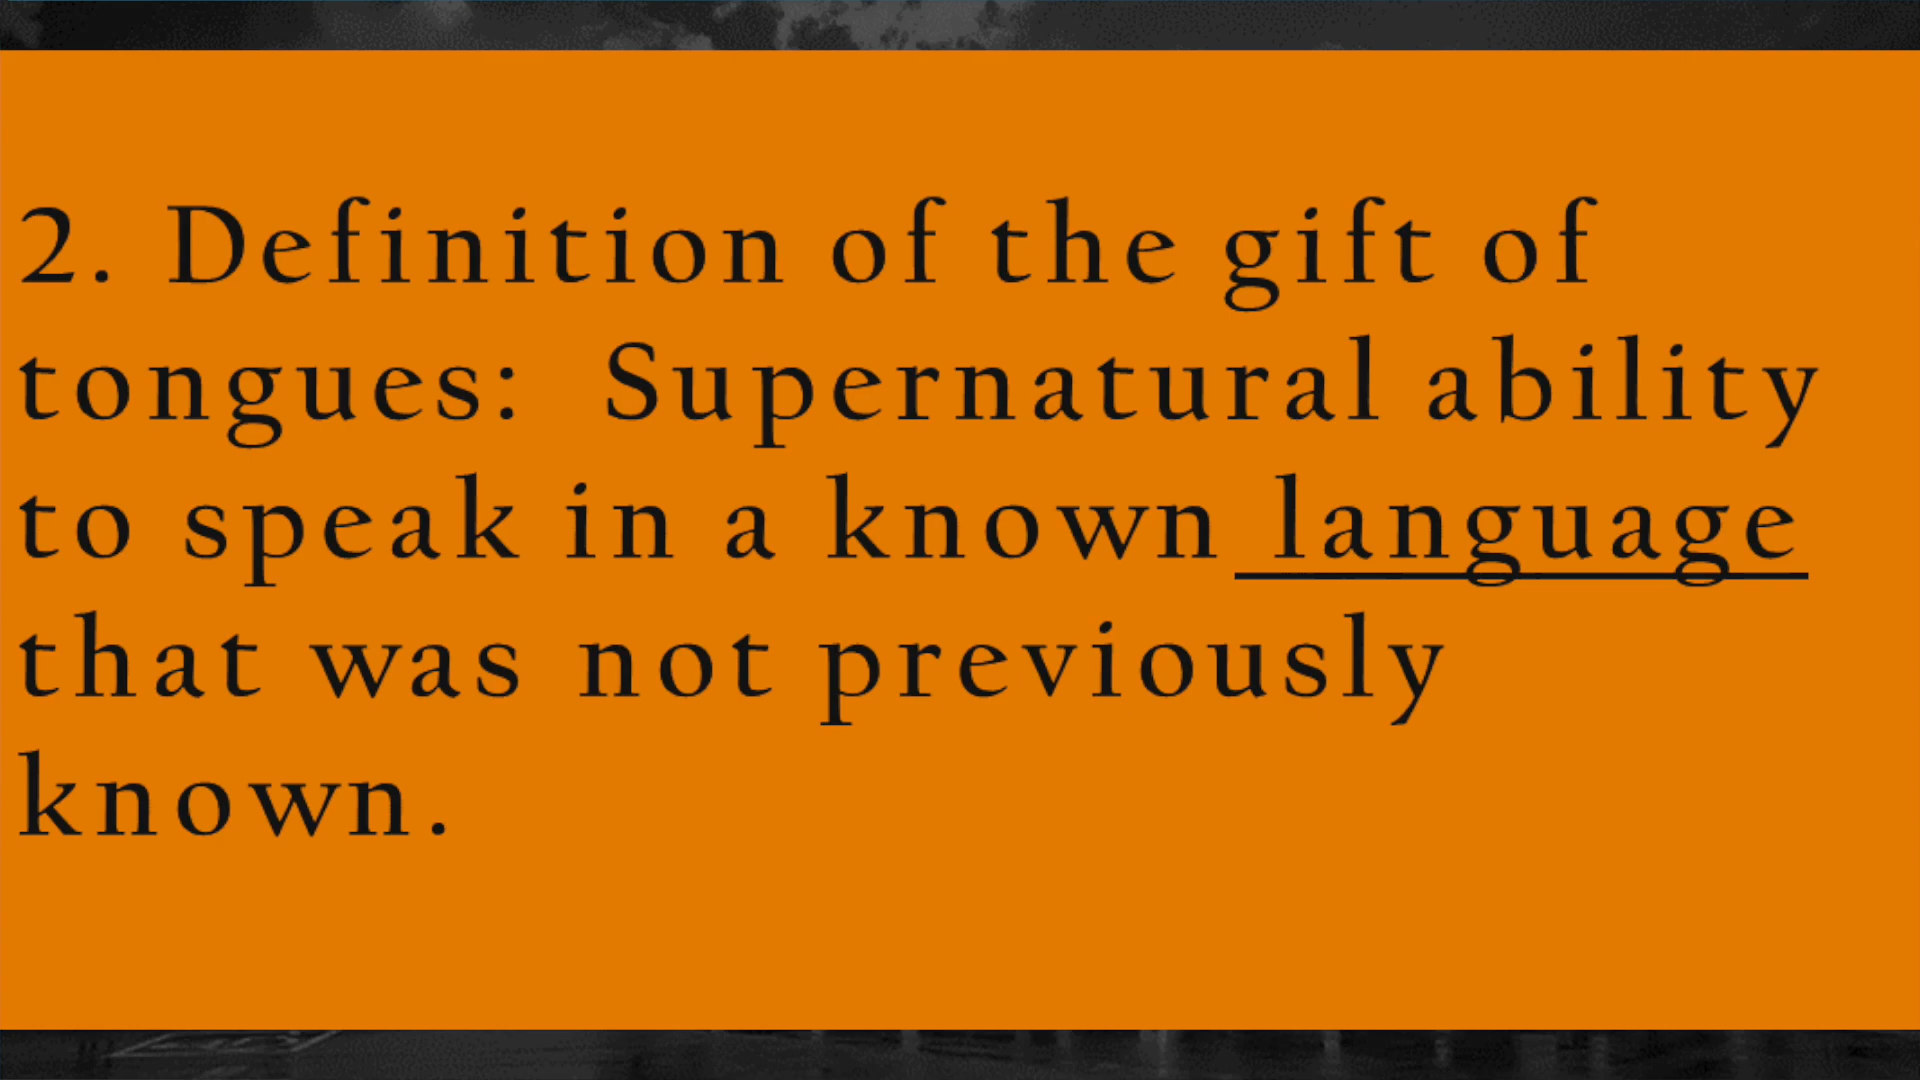 2. Definition of the gift of
tongues: Supernatural ability
to speak in a known language
that was not previously
known.